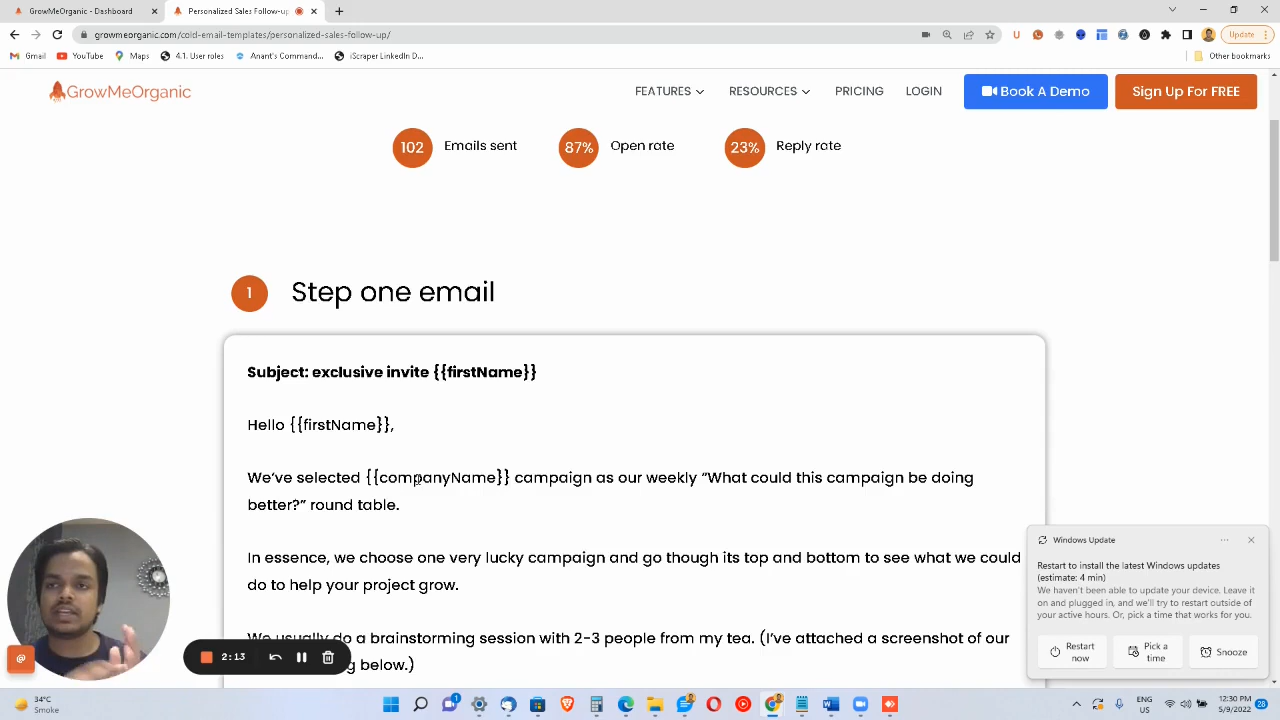 GrowMeOrganic - Dashboard
Personalized Sales Follow-up
growmeorganic.com/cold-email-templates/personalized-sales-follow-up/
Update
Gmail
YouTube
Maps
4.1. User roles
Anant's Command...
iScraper LinkedIn D...
Other bookmarks
GrowMeOrganic
FEATURES
RESOURCES
PRICING
LOGIN
Book A Demo
Sign Up For FREE
102 Emails sent
87% Open rate
23% Reply rate
1 Step one email
Subject: exclusive invite {{firstName}}
Hello {{firstName}},
We've selected {{companyName}} campaign as our weekly “What could this campaign be doing
better?” round table.
In essence, we choose one very lucky campaign and go though its top and bottom to see what we could
do to help your project grow.
We usually do a brainstorming session with 2-3 people from my tea. (I've attached a screenshot of our
g below.)
Windows Update
Restart to install the latest Windows updates
(estimate: 4 min)
We haven't been able to update your device. Leave it
on and plugged in, and we'll try to restart outside of
your active hours. Or, pick a time that works for you.
Restart now
Pick a time
Snooze
@
2:13
34°C
Smoke
ENG
US
12:30 PM
5/9/2022
28